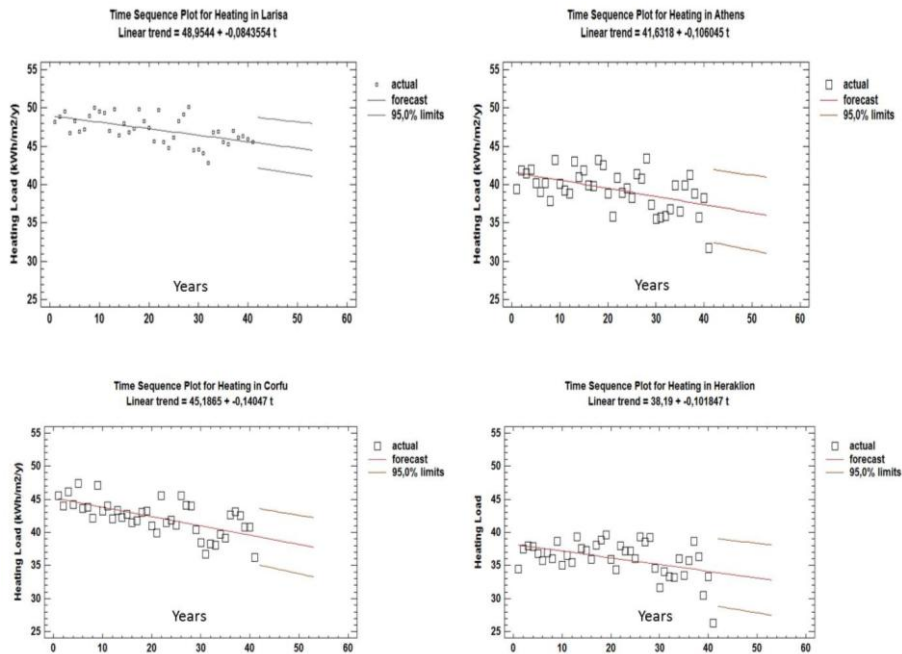 Time Sequence Plot for Heating in Larisa
Linear trend = 48,9544 + -0,0843554 t
Heating Load (kWh/m2/y)
55
50
45
40
35
30
25
0 10 20 30 40 50 60
Years
actual
forecast
95,0% limits
Time Sequence Plot for Heating in Athens
Linear trend = 41,6318 + -0,106045 t
Heating Load (kWh/m2/y)
55
50
45
40
35
30
25
0 10 20 30 40 50 60
Years
actual
forecast
95,0% limits
Time Sequence Plot for Heating in Corfu
Linear trend = 45,1865 + -0,14047 t
Heating Load (kWh/m2/y)
54
49
44
39
34
29
24
0 10 20 30 40 50 60
Years
actual
forecast
95,0% limits
Time Sequence Plot for Heating in Heraklion
Linear trend = 38,19 + -0,101847 t
Heating Load
55
50
45
40
35
30
25
0 10 20 30 40 50 60
Years
actual
forecast
95,0% limits